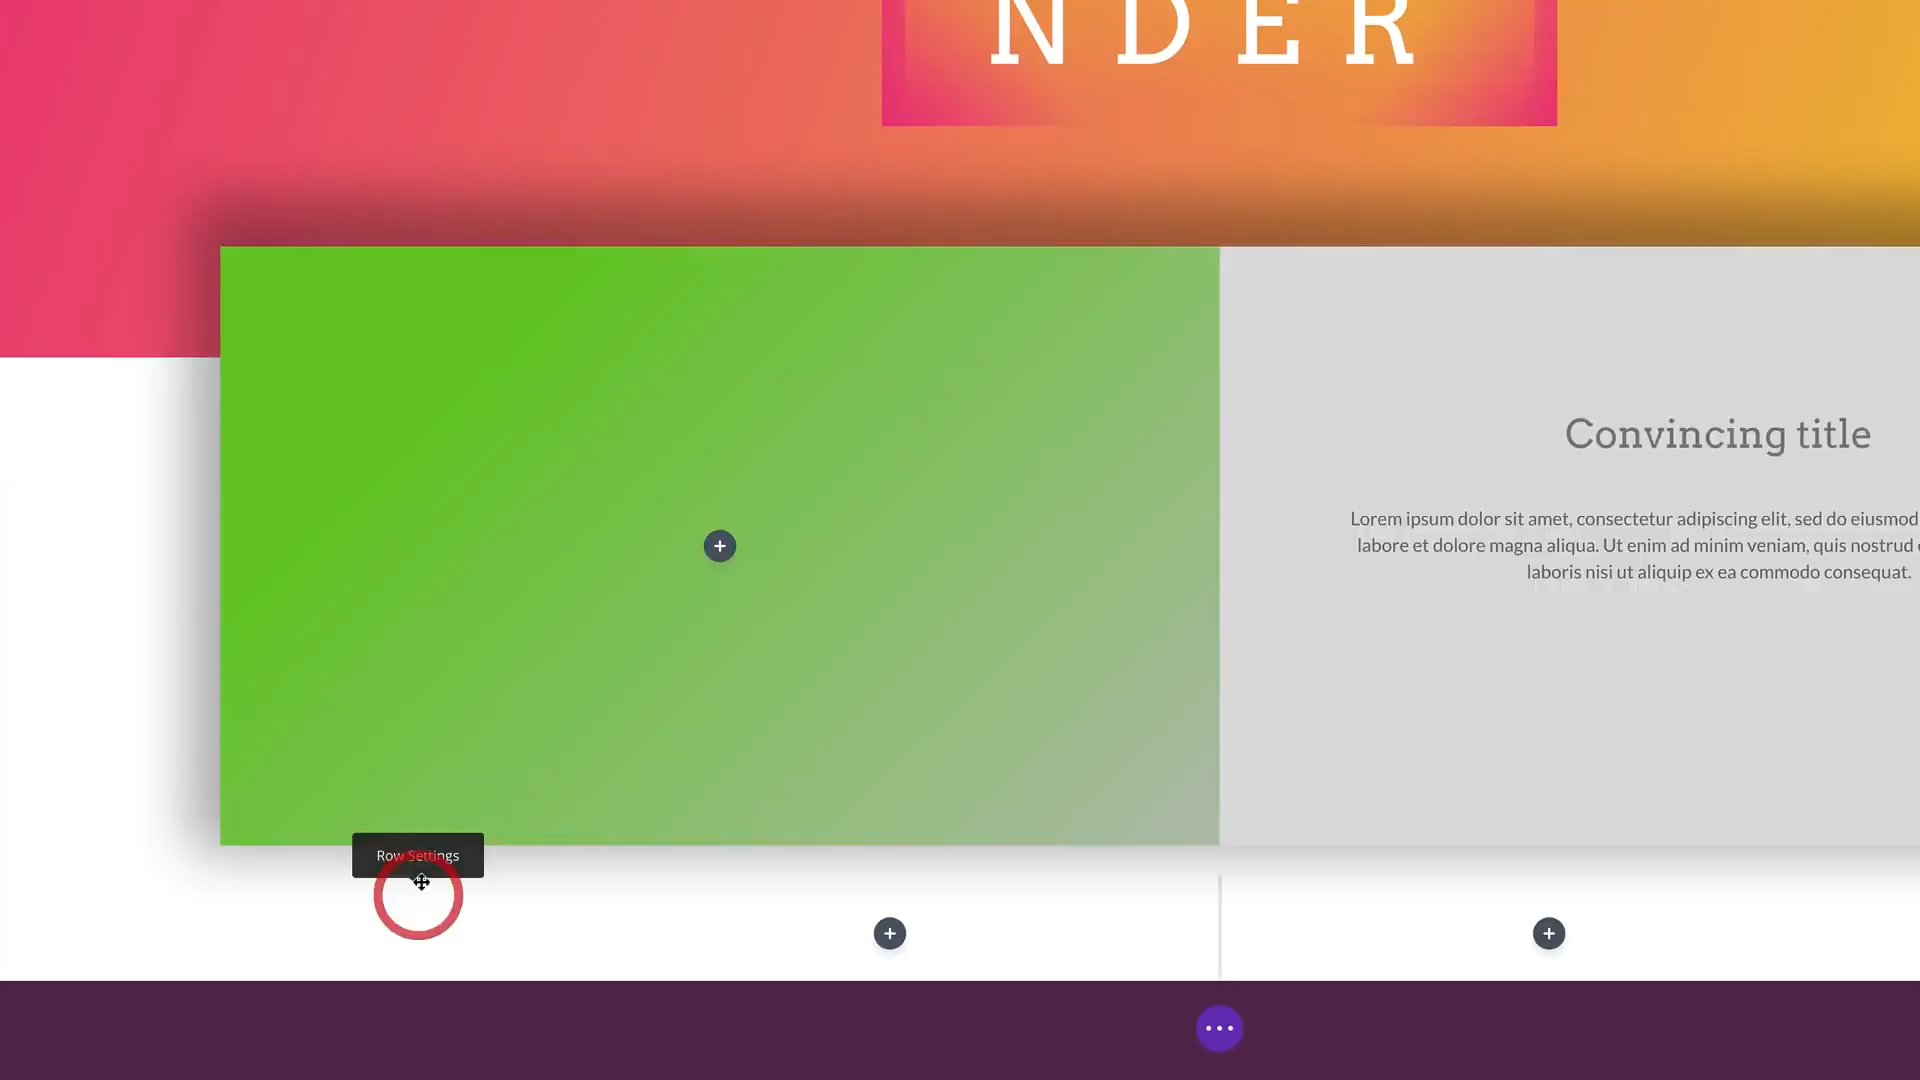 NDER
Convincing title
Lorem ipsum dolor sit amet, consectetur adipiscing elit, sed do eiusmod
labore et dolore magna aliqua. Ut enim ad minim veniam, quis nostrud
laboris nisi ut aliquip ex ea commodo consequat.
Row Settings